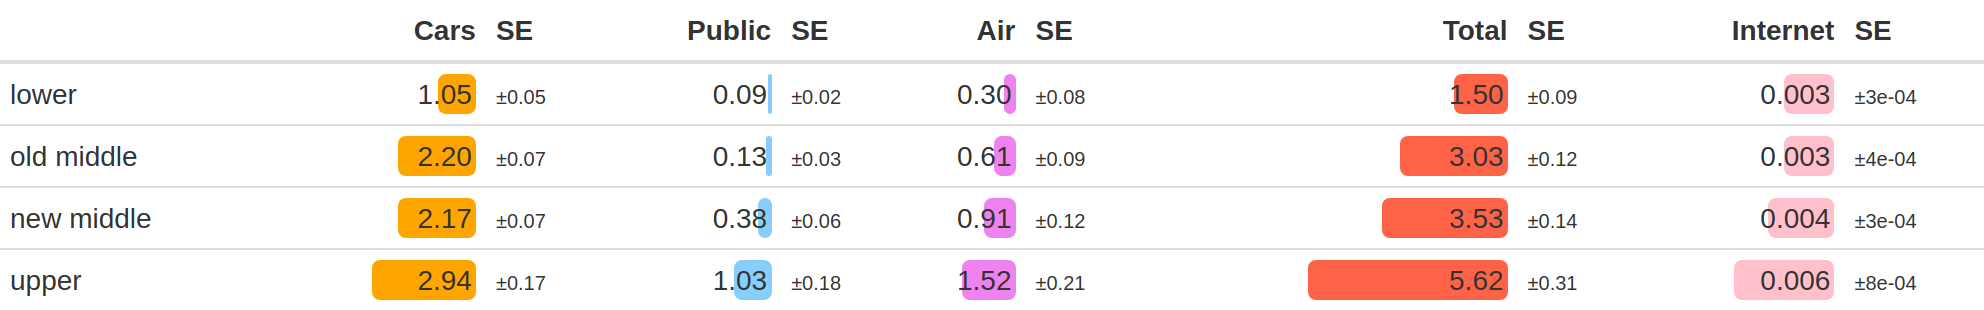 Cars SE Public SE Air SE Total SE Internet SE
lower 1.05 ±0.05 0.09 ±0.02 0.30 ±0.08 1.50 ±0.09 0.003 ±3e-04
old middle 2.20 ±0.07 0.13 ±0.03 0.61 ±0.09 3.03 ±0.12 0.003 ±4e-04
new middle 2.17 ±0.07 0.38 ±0.06 0.91 ±0.12 3.53 ±0.14 0.004 ±3e-04
upper 2.94 ±0.17 1.03 ±0.18 1.52 ±0.21 5.62 ±0.31 0.006 ±8e-04